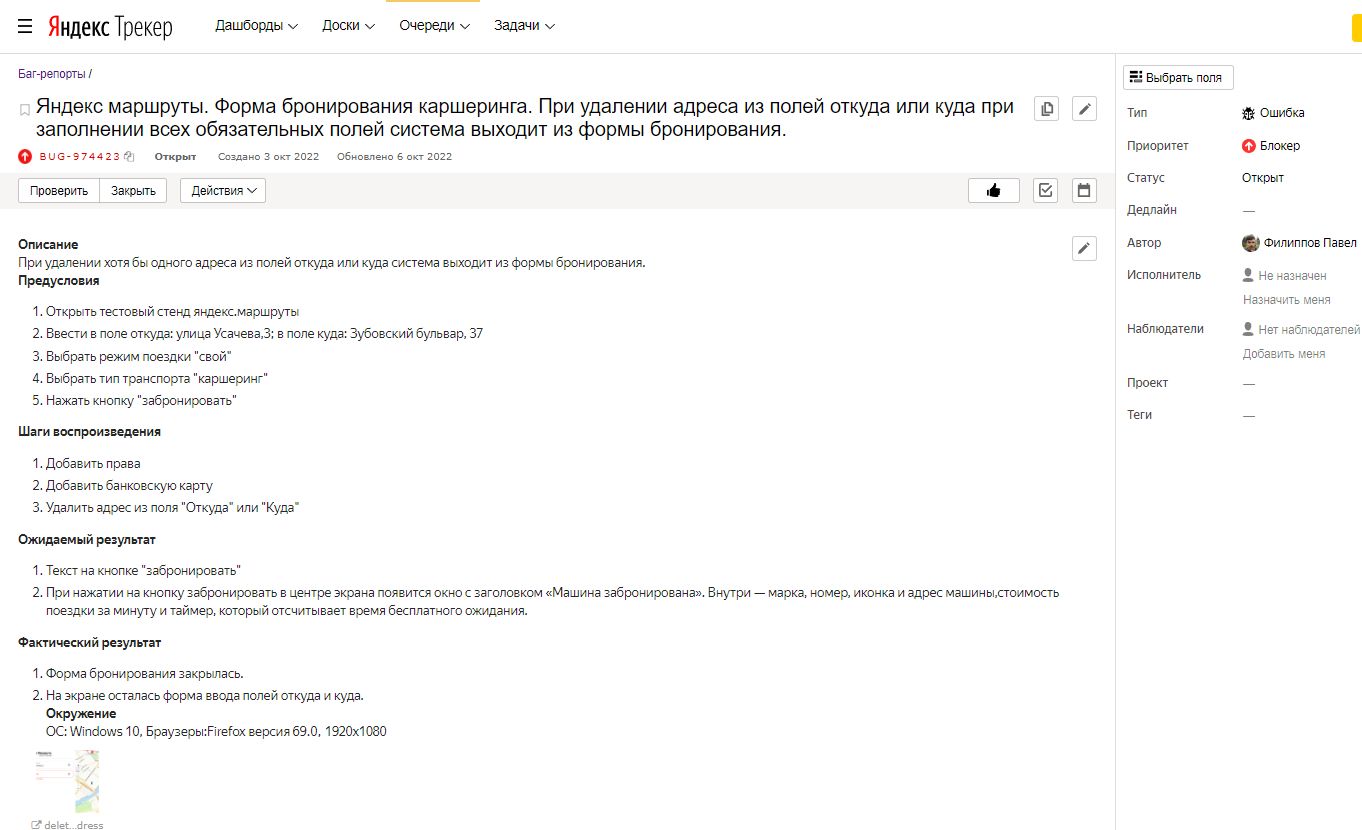 Яндекс Трекер
Дашборды
Доски
Очереди
Задачи
Баг-репорты /
Яндекс маршруты. Форма бронирования каршеринга. При удалении адреса из полей откуда или куда при
заполнении всех обязательных полей система выходит из формы бронирования.
BUG-974423 Открыт Создано 3 окт 2022 Обновлено 6 окт 2022
Проверить Закрыть Действия
Описание
При удалении хотя бы одного адреса из полей откуда или куда система выходит из формы бронирования.
Предусловия
1. Открыть тестовый стенд яндекс.маршруты
2. Ввести в поле откуда: улица Усачева,3; в поле куда: Зубовский бульвар, 37
3. Выбрать режим поездки "свой"
4. Выбрать тип транспорта "каршеринг"
5. Нажать кнопку "забронировать"
Шаги воспроизведения
1. Добавить права
2. Добавить банковскую карту
3. Удалить адрес из поля "Откуда" или "Куда"
Ожидаемый результат
1. Текст на кнопке "забронировать"
2. При нажатии на кнопку забронировать в центре экрана появится окно с заголовком «Машина забронирована». Внутри — марка, номер, иконка и адрес машины,стоимость
поездки за минуту и таймер, который отсчитывает время бесплатного ожидания.
Фактический результат
1. Форма бронирования закрылась.
2. На экране осталась форма ввода полей откуда и куда.
Окружение
ОС: Windows 10, Браузеры:Firefox версия 69.0, 1920x1080
delet...dress
Выбрать поля
Тип Ошибка
Приоритет Блокер
Статус Открыт
Дедлайн —
Автор Филиппов Павел
Исполнитель Не назначен
Назначить меня
Наблюдатели Нет наблюдателей
Добавить меня
Проект —
Теги —